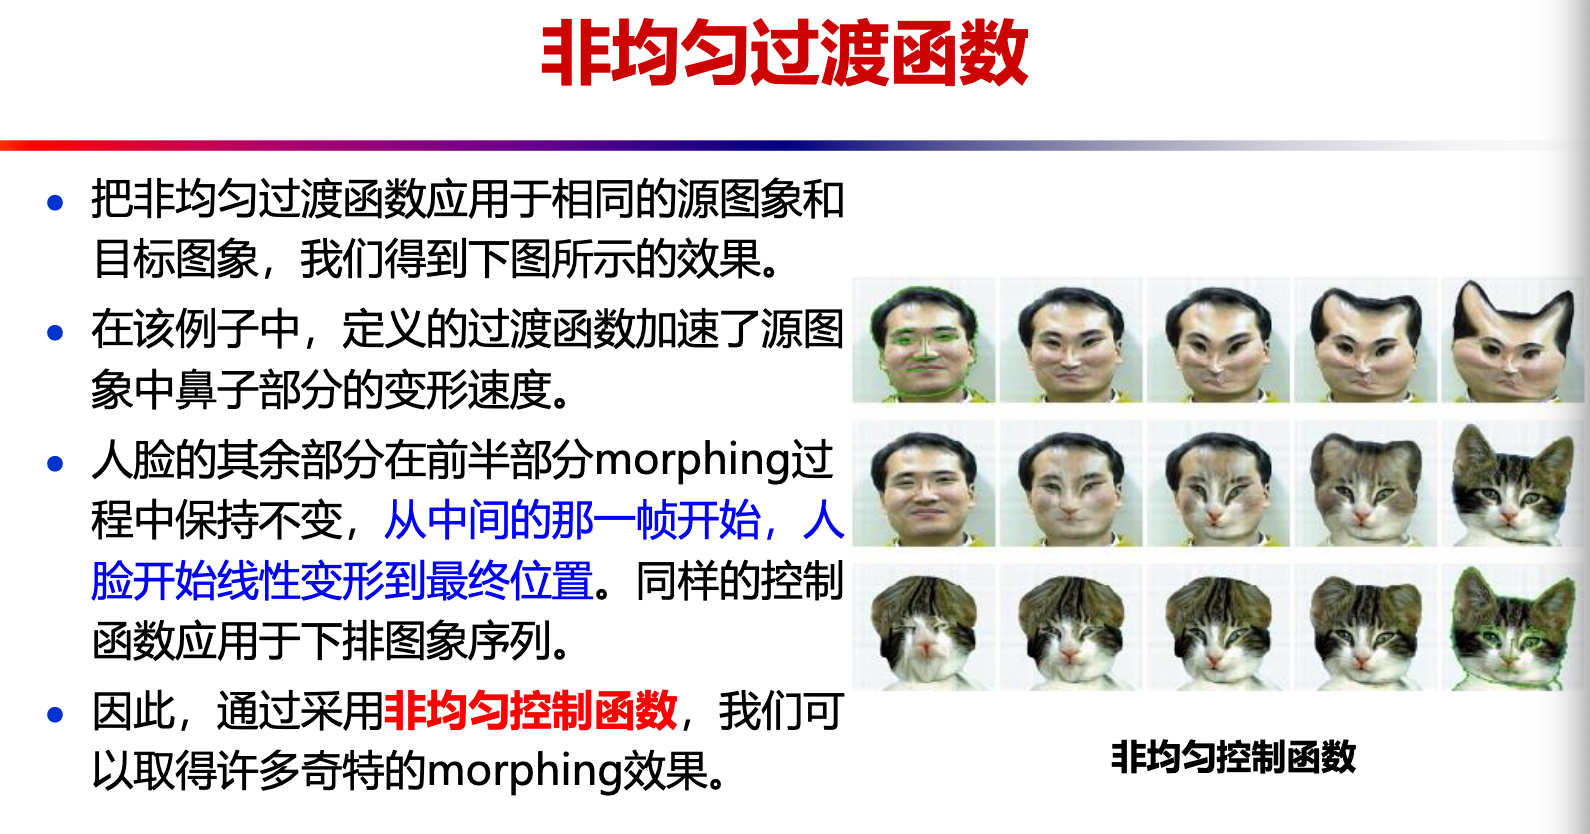 非均匀过渡函数
把非均匀过渡函数应用于相同的源图象和
目标图象，我们得到下图所示的效果。
在该例子中，定义的过渡函数加速了源图
象中鼻子部分的变形速度。
人脸的其余部分在前半部分morphing过
程中保持不变，从中间的那一帧开始，人
脸开始线性变形到最终位置。同样的控制
函数应用于下排图象序列。
因此，通过采用非均匀控制函数，我们可
以取得许多奇特的morphing效果。
非均匀控制函数